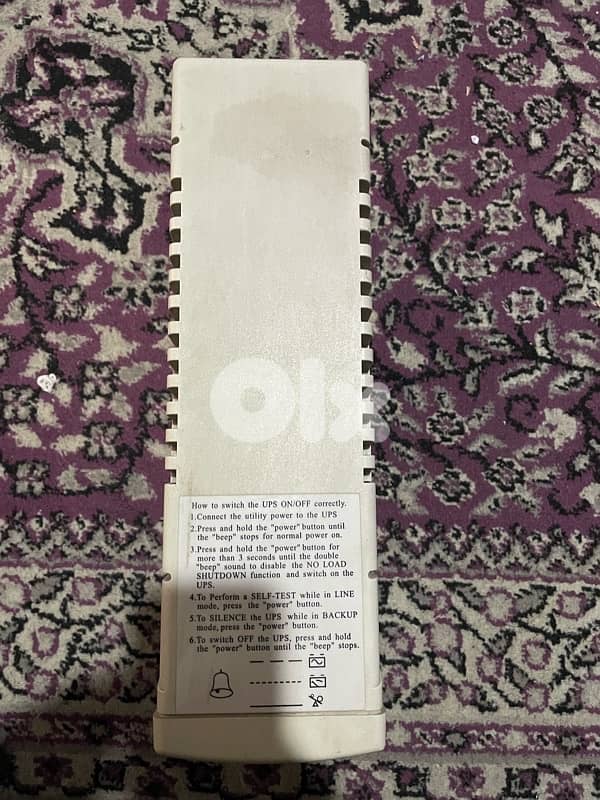 How to switch the UPS ON/OFF correctly.
1.Connect the utility power to the UPS
2.Press and hold the "power" button until
the "beep" stops for normal power on.
3.Press and hold the "power" button for
more than 3 seconds until the double
"beep" sound to disable the NO LOAD
SHUTDOWN function and switch on the
UPS.
4.To Perform a SELF-TEST while in LINE
mode, press the "power" button.
5.To SILENCE the UPS while in BACKUP
mode,press the "power" button.
6.To switch OFF the UPS, press and hold
the "power" button until the "beep" stops.
Olx